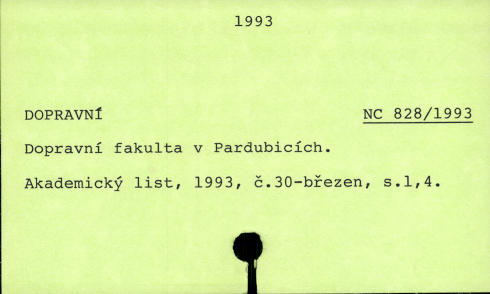 1993
DOPRAVNÍ NC 828/1993
Dopravní fakulta v Pardubicích.
Akademický list, 1993, č.30-březen, s.1,4.